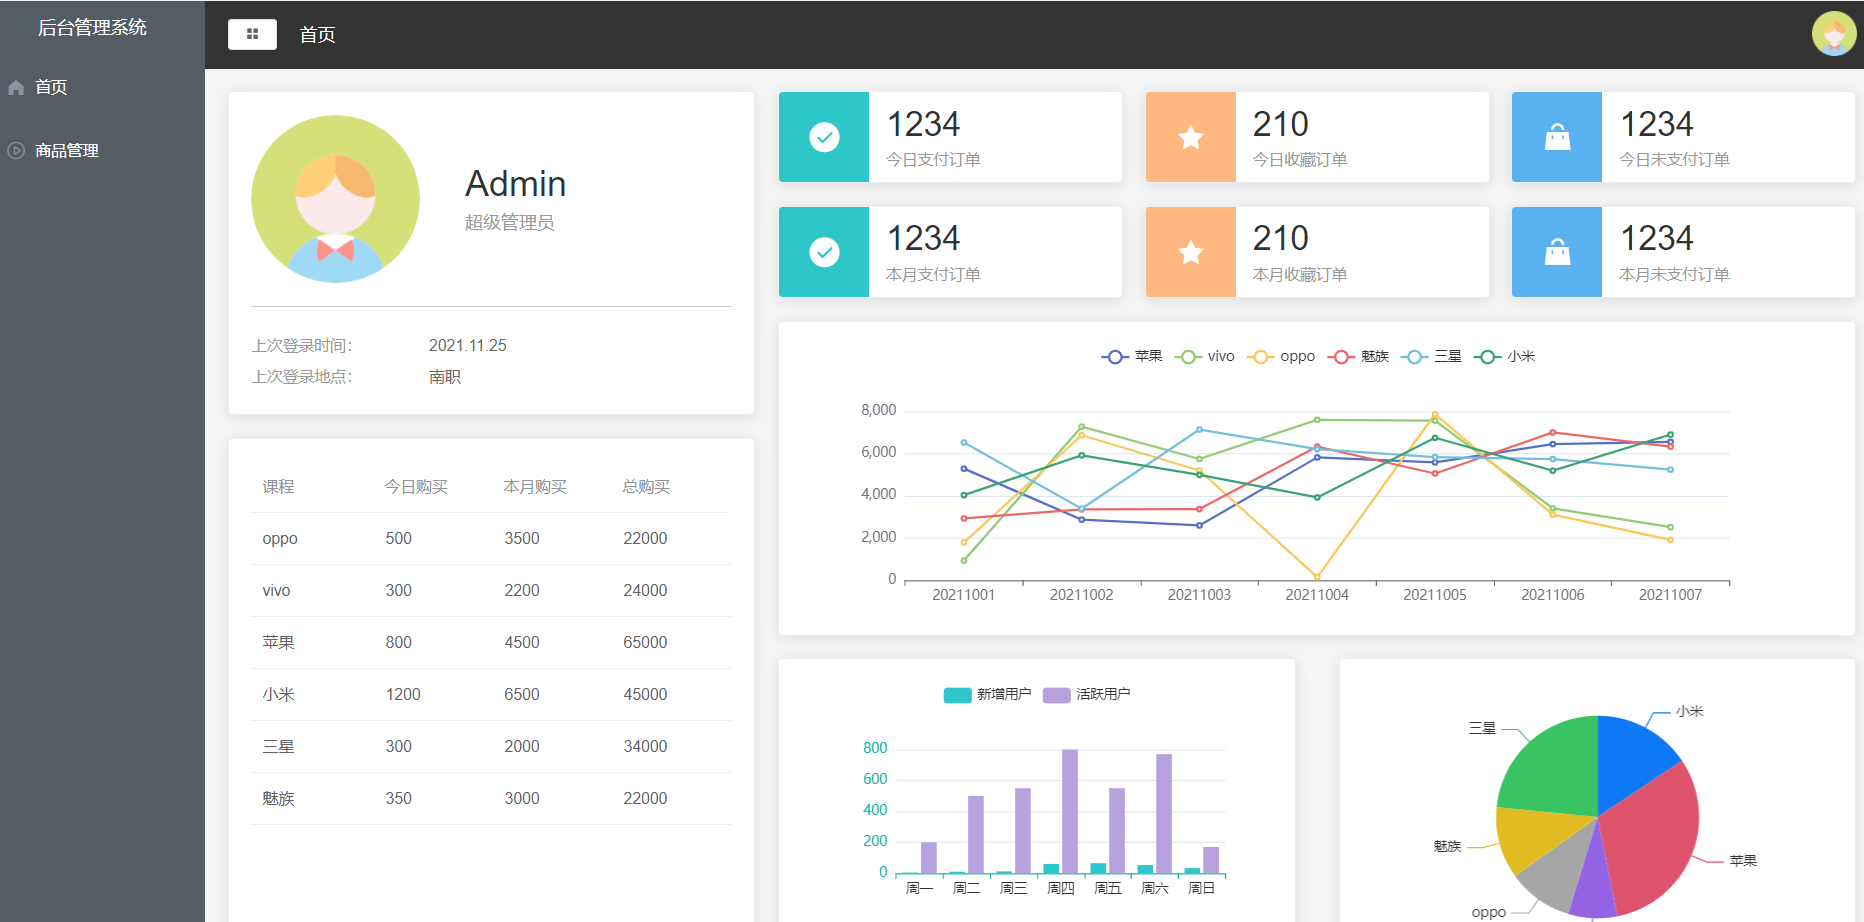 后台管理系统
首页
商品管理
首页
Admin
超级管理员
上次登录时间: 2021.11.25
上次登录地点: 南职
课程 今日购买 本月购买 总购买
oppo 500 3500 22000
vivo 300 2200 24000
苹果 800 4500 65000
小米 1200 6500 45000
三星 300 2000 34000
魅族 350 3000 22000
1234
今日支付订单
210
今日收藏订单
1234
今日未支付订单
1234
本月支付订单
210
本月收藏订单
1234
本月未支付订单
苹果 vivo oppo 魅族 三星 小米
8,000
6,000
4,000
2,000
0
20211001 20211002 20211003 20211004 20211005 20211006 20211007
新增用户 活跃用户
800
600
400
200
0
周一 周二 周三 周四 周五 周六 周日
小米
三星
魅族
苹果
oppo